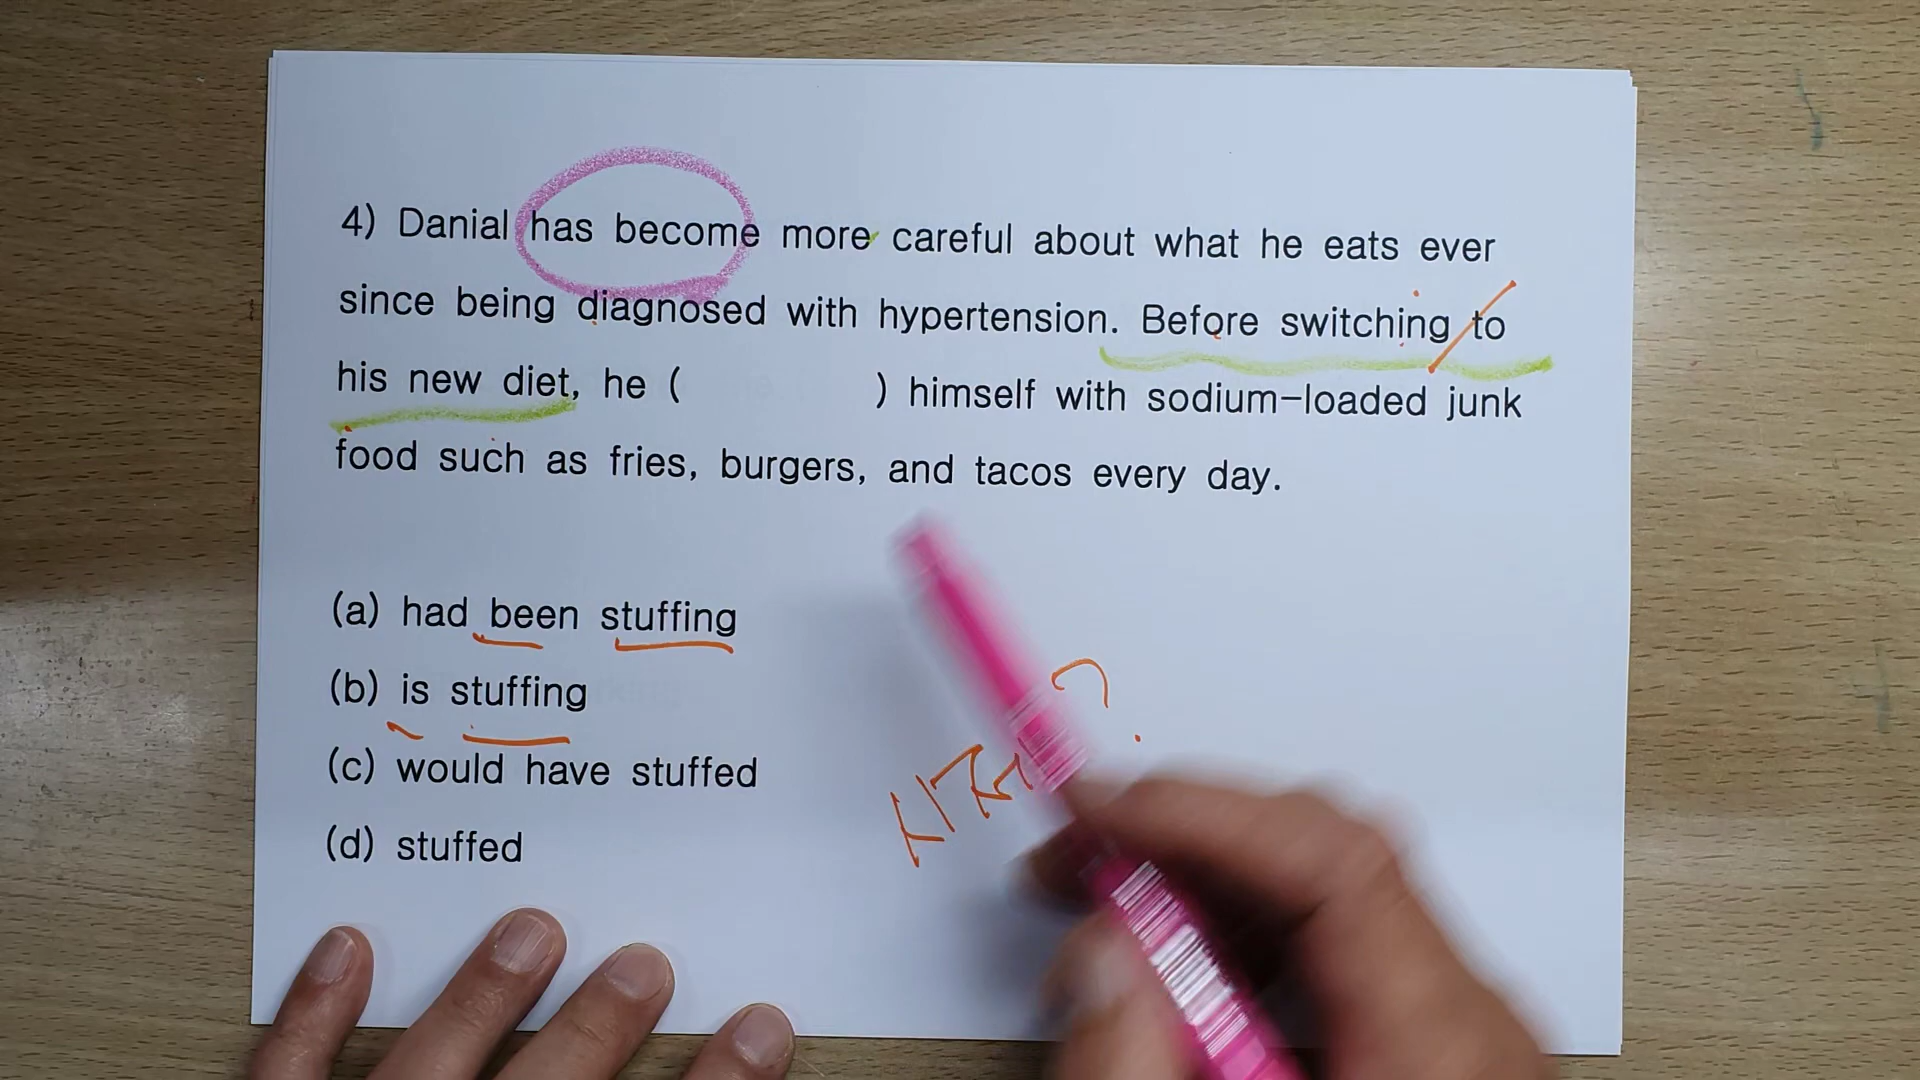 4) Danial has become more careful about what he eats ever
since being diagnosed with hypertension. Before switching to
his new diet, he ( ) himself with sodium-loaded junk
food such as fries, burgers, and tacos every day.
(a) had been stuffing
(b) is stuffing
(c) would have stuffed
(d) stuffed